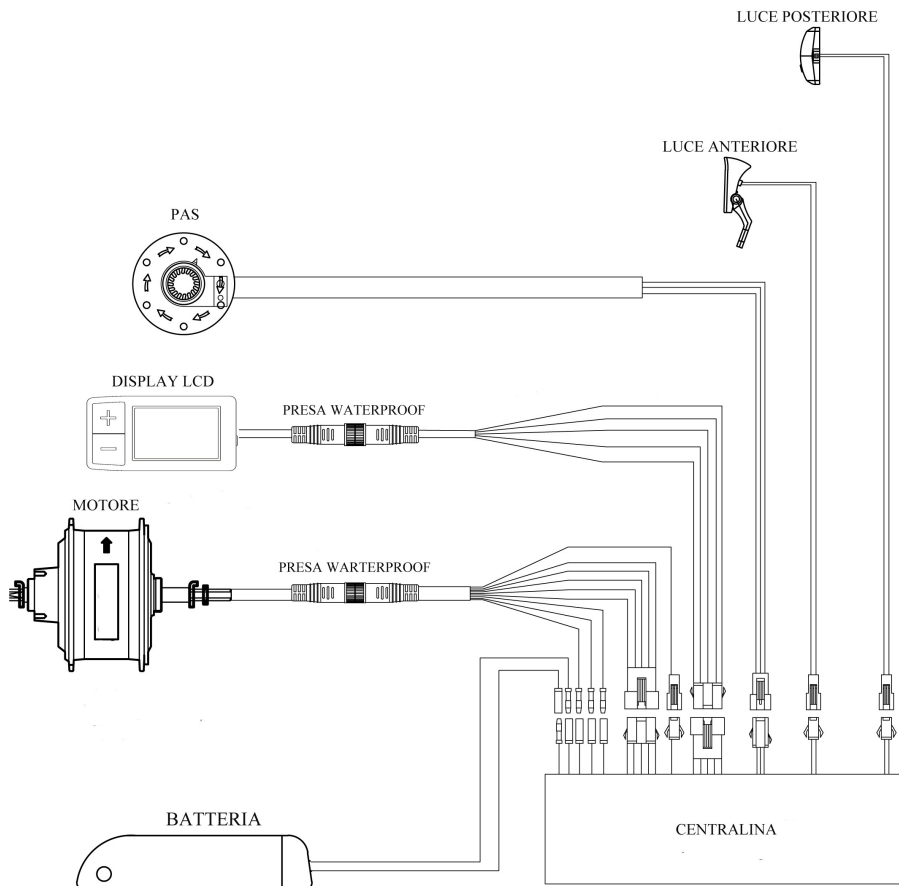 LUCE POSTERIORE
LUCE ANTERIORE
PAS
DISPLAY LCD
PRESA WATERPROOF
MOTORE
PRESA WARTERPROOF
BATTERIA
CENTRALINA